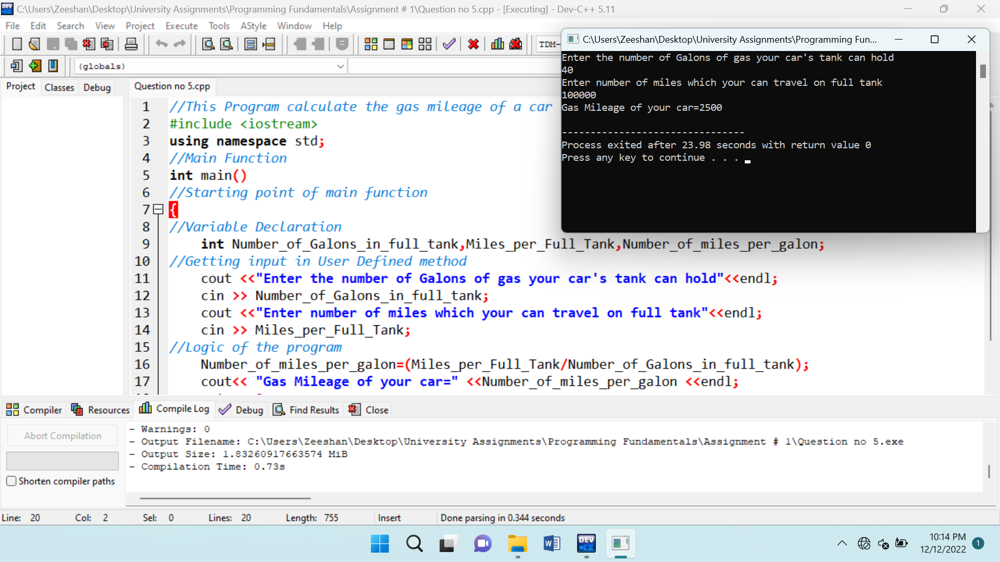 C:\Users\Zeeshan\Desktop\University Assignments\Programming Fundamentals\Assignment # 1\Question no 5.cpp - [Executing] - Dev-C++ 5.11
File Edit Search View Project Execute Tools AStyle Window Help
TDM-
(globals)
Project Classes Debug
Question no 5.cpp
1 //This Program calculate the gas mileage of a car
2 #include <iostream>
3 using namespace std;
4 //Main Function
5 int main()
6 //Starting point of main function
7 {
8 //Variable Declaration
9 int Number_of_Galons_in_full_tank,Miles_per_Full_Tank,Number_of_miles_per_galon;
10 //Getting input in User Defined method
11 cout <<"Enter the number of Galons of gas your car's tank can hold"<<endl;
12 cin >> Number_of_Galons_in_full_tank;
13 cout <<"Enter number of miles which your can travel on full tank"<<endl;
14 cin >> Miles_per_Full_Tank;
15 //Logic of the program
16 Number_of_miles_per_galon=(Miles_per_Full_Tank/Number_of_Galons_in_full_tank);
17 cout<< "Gas Mileage of your car=" <<Number_of_miles_per_galon <<endl;
C:\Users\Zeeshan\Desktop\University Assignments\Programming Fun...
Enter the number of Galons of gas your car's tank can hold
40
Enter number of miles which your can travel on full tank
100000
Gas Mileage of your car=2500
--------------------------------
Process exited after 23.98 seconds with return value 0
Press any key to continue . . .
Compiler Resources Compile Log Debug Find Results Close
Abort Compilation
Shorten compiler paths
- Warnings: 0
- Output Filename: C:\Users\Zeeshan\Desktop\University Assignments\Programming Fundamentals\Assignment # 1\Question no 5.exe
- Output Size: 1.83260917663574 MiB
- Compilation Time: 0.73s
Line: 20 Col: 2 Sel: 0 Lines: 20 Length: 755 Insert Done parsing in 0.344 seconds
DEV C++
10:14 PM
12/12/2022
1